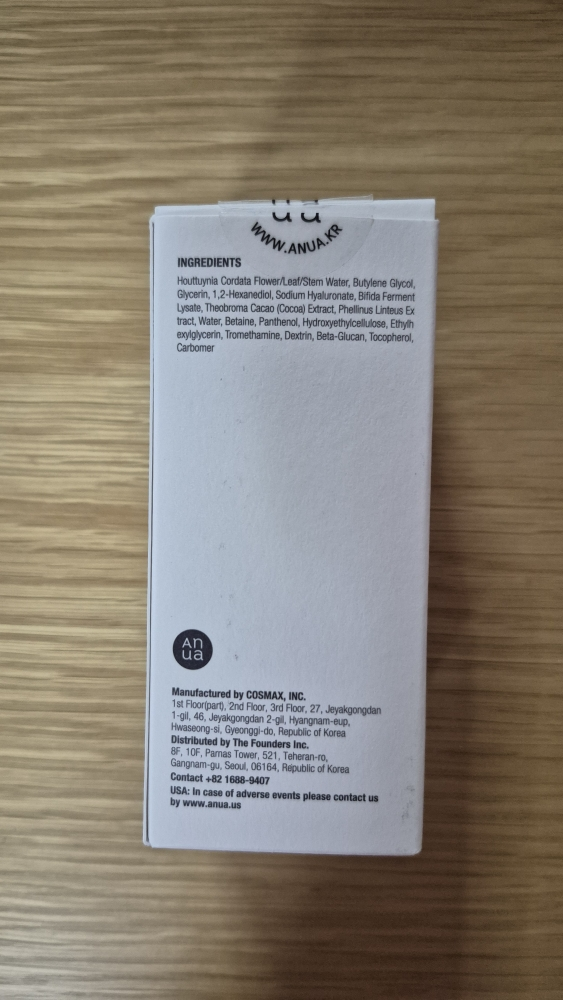 WWW.ANUA.KR
INGREDIENTS
Houttuynia Cordata Flower/Leaf/Stem Water, Butylene Glycol,
Glycerin, 1,2-Hexanediol, Sodium Hyaluronate, Bifida Ferment
Lysate, Theobroma Cacao (Cocoa) Extract, Phellinus Linteus Ex
tract, Water, Betaine, Panthenol, Hydroxyethylcellulose, Ethylh
exylglycerin, Tromethamine, Dextrin, Beta-Glucan, Tocopherol,
Carbomer
An
ua
Manufactured by COSMAX, INC.
1st Floor(part), 2nd Floor, 3rd Floor, 27, Jeyakgongdan
1-gil, 46, Jeyakgongdan 2-gil, Hyangnam-eup,
Hwaseong-si, Gyeonggi-do, Republic of Korea
Distributed by The Founders Inc.
8F, 10F, Parnas Tower, 521, Teheran-ro,
Gangnam-gu, Seoul, 06164, Republic of Korea
Contact +82 1688-9407
USA: In case of adverse events please contact us
by www.anua.us